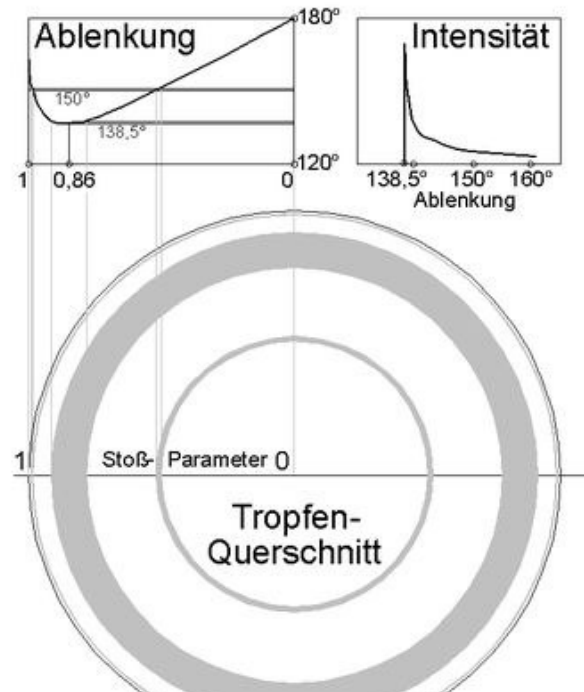 Ablenkung
180°
150°
138,5°
120°
1
0,86
0
Intensität
138,5°
150°
160°
Ablenkung
1
Stoß-
Parameter
0
Tropfen-
Querschnitt